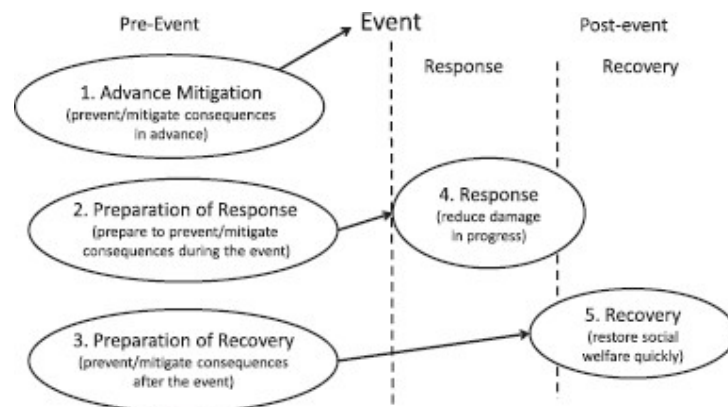 Pre-Event
Event
Post-event
Response
Recovery
1. Advance Mitigation
(prevent/mitigate consequences
in advance)
2. Preparation of Response
(prepare to prevent/mitigate
consequences during the event)
4. Response
(reduce damage
in progress)
3. Preparation of Recovery
(prevent/mitigate consequences
after the event)
5. Recovery
(restore social
welfare quickly)